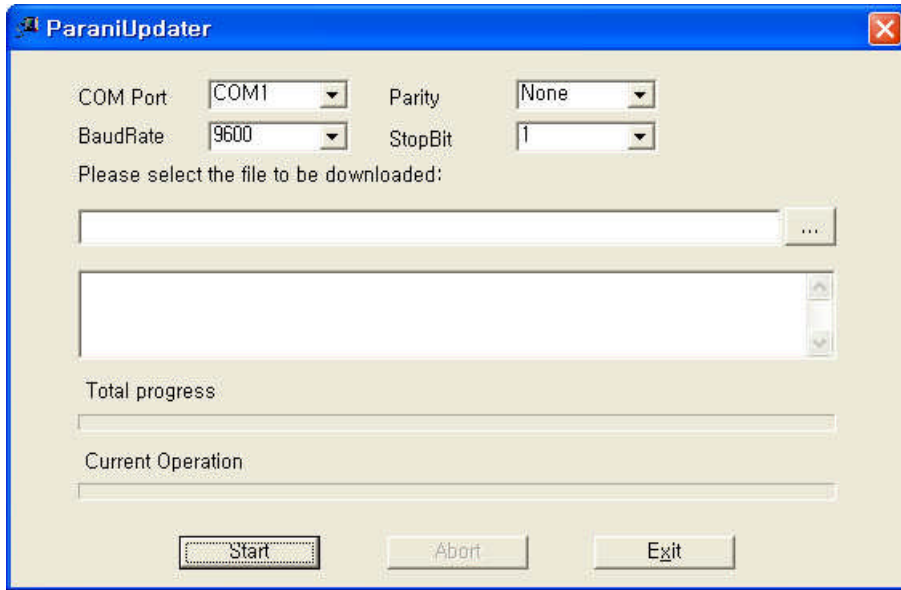 ParaniUpdater
COM Port COM1 Parity None
BaudRate 9600 StopBit 1
Please select the file to be downloaded:
...
Total progress
Current Operation
Start Abort Exit